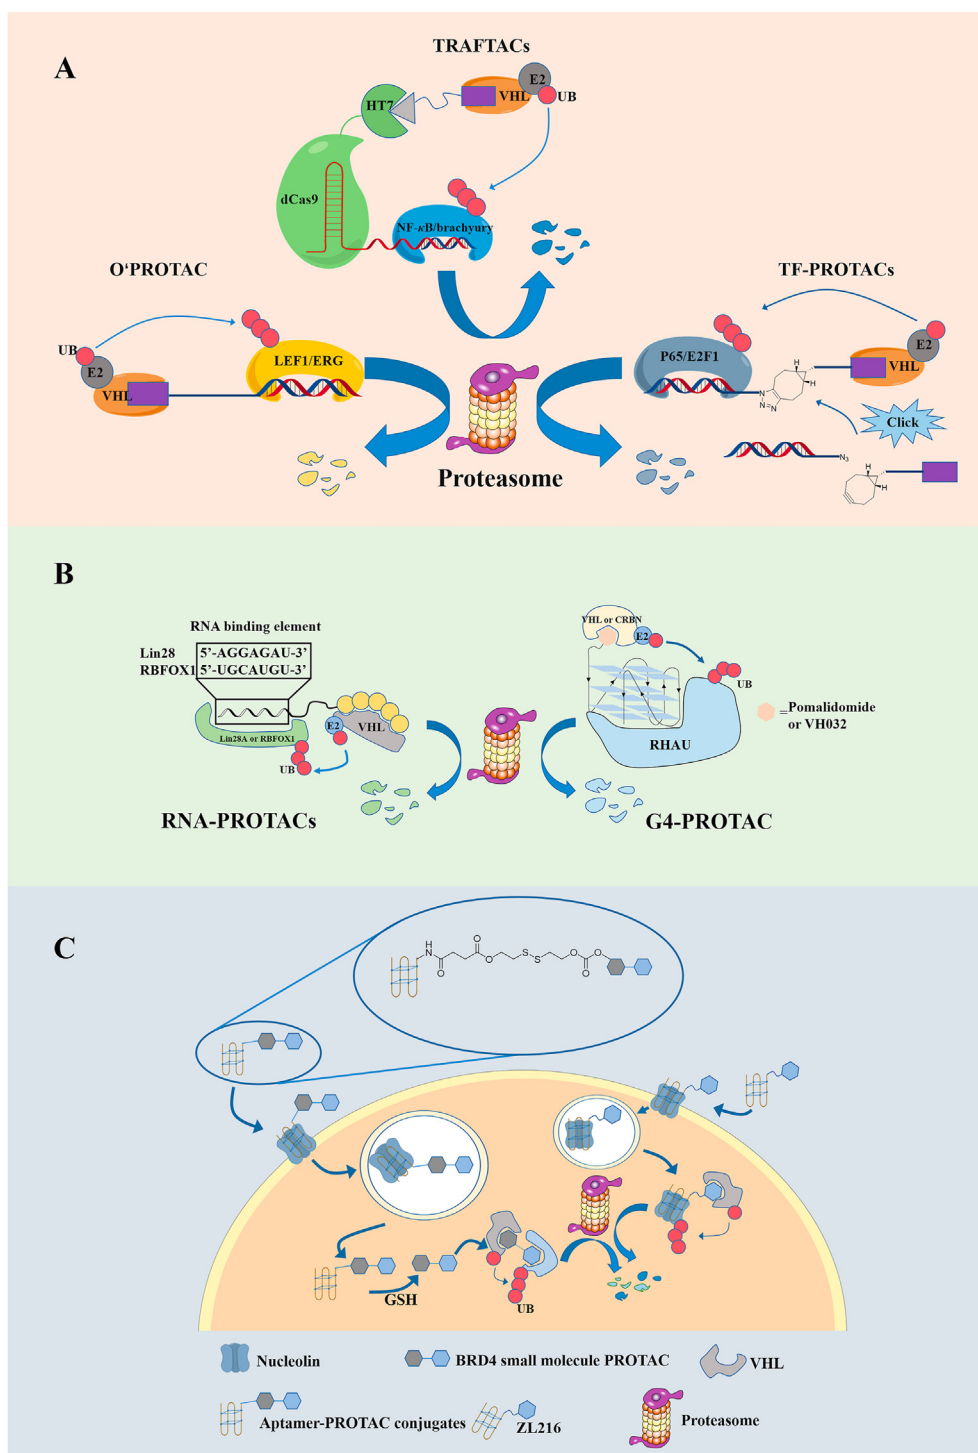 A
TRAFTACs
E2
HT7
VHL
UB
dCas9
NF-κB/brachyury
O'PROTAC
TF-PROTACs
UB
E2
LEF1/ERG
P65/E2F1
E2
VHL
VHL
H
H
N
N=N
Click
Proteasome
N3
H
H
B
RNA binding element
VHL or CRBN
E2
Lin28 5'-AGGAGAU-3'
RBFOX1 5'-UGCAUGU-3'
UB
=Pomalidomide
or VH032
E2
VHL
Lin28A or RBFOX1
RHAU
UB
RNA-PROTACs
G4-PROTAC
C
H
N
O
O
O
O
S
S
O
O
O
GSH
UB
Nucleolin
BRD4 small molecule PROTAC
VHL
Aptamer-PROTAC conjugates
ZL216
Proteasome